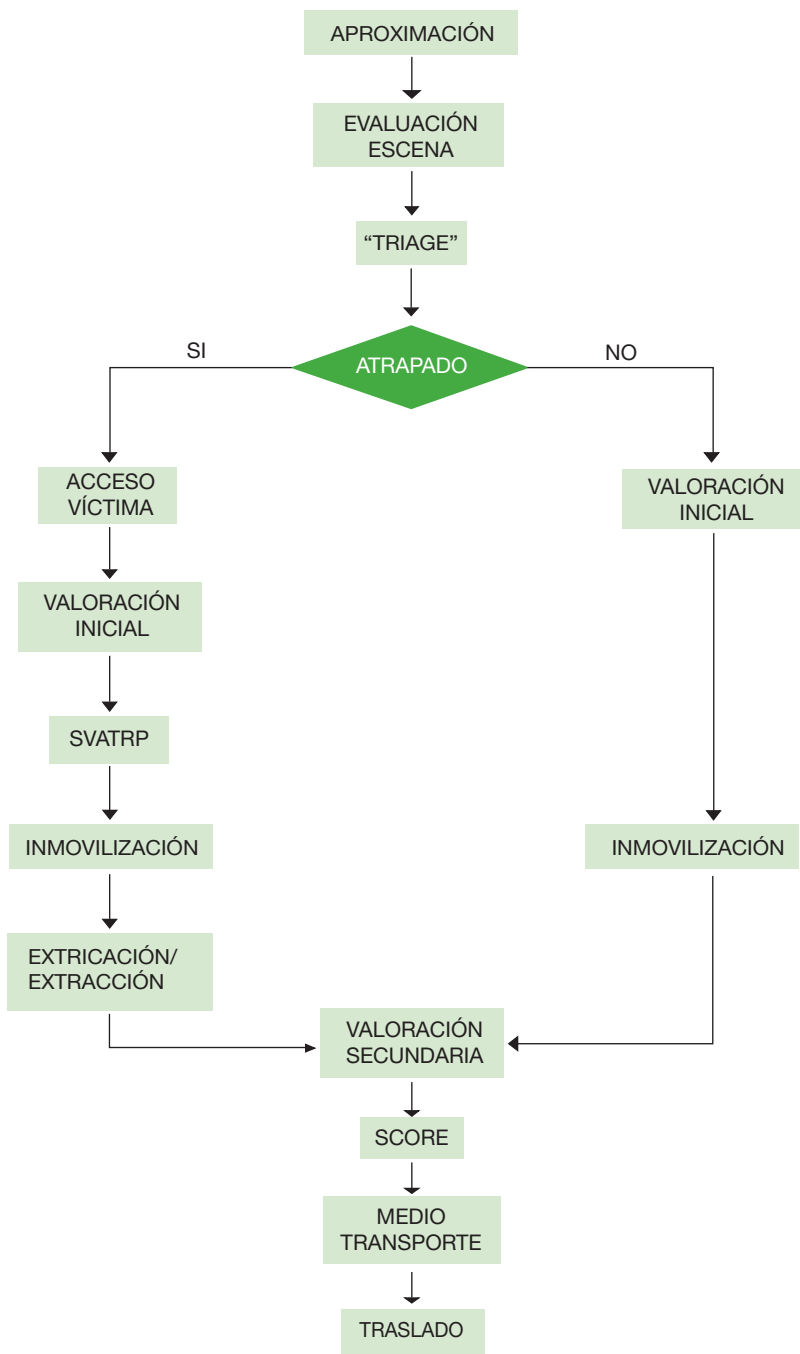 APROXIMACIÓN
EVALUACIÓN
ESCENA
“TRIAGE”
ATRAPADO
SI
NO
ACCESO
VÍCTIMA
VALORACIÓN
INICIAL
SVATRP
INMOVILIZACIÓN
EXTRICACIÓN/
EXTRACCIÓN
VALORACIÓN
INICIAL
INMOVILIZACIÓN
VALORACIÓN
SECUNDARIA
SCORE
MEDIO
TRANSPORTE
TRASLADO